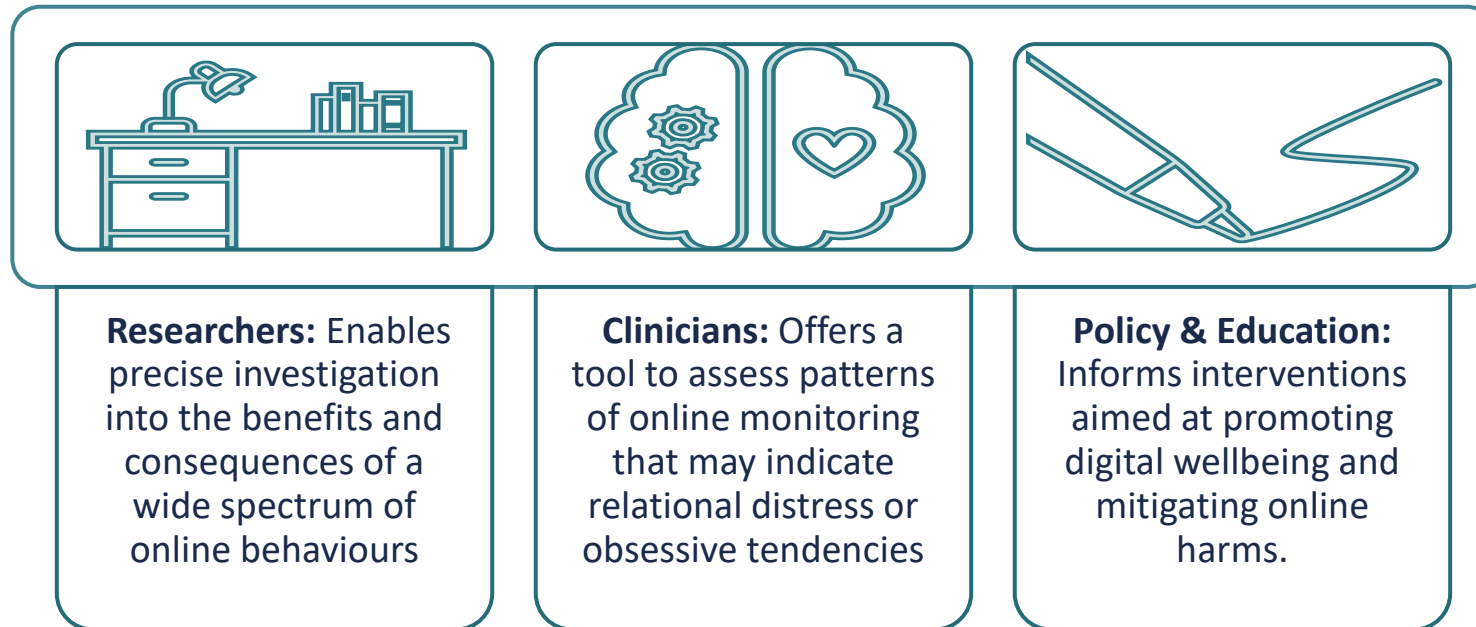 Researchers: Enables
precise investigation
into the benefits and
consequences of a
wide spectrum of
online behaviours
Clinicians: Offers a
tool to assess patterns
of online monitoring
that may indicate
relational distress or
obsessive tendencies
Policy & Education:
Informs interventions
aimed at promoting
digital wellbeing and
mitigating online
harms.